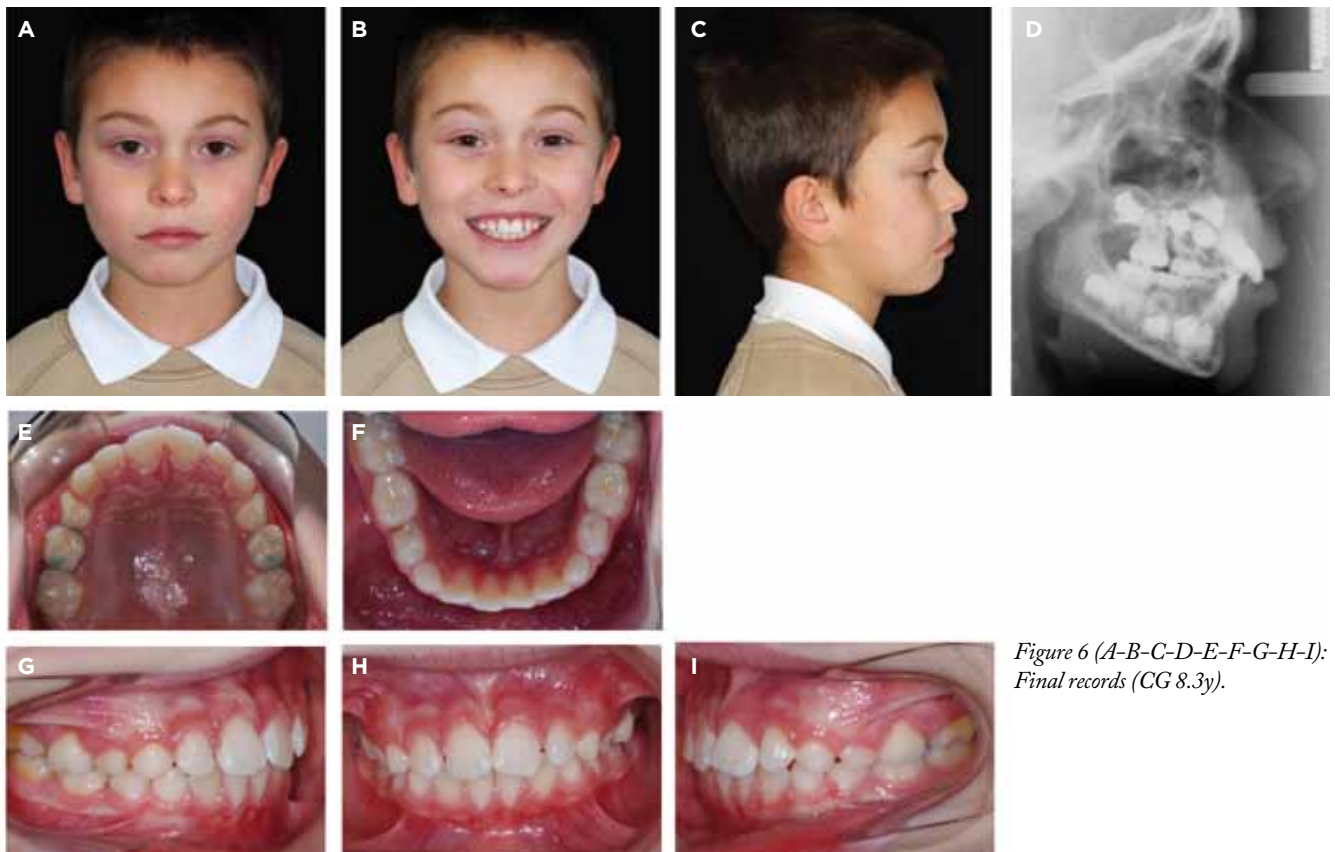 A
B
C
D
E
F
G
H
I
Figure 6 (A-B-C-D-E-F-G-H-I):
Final records (CG 8.3y).